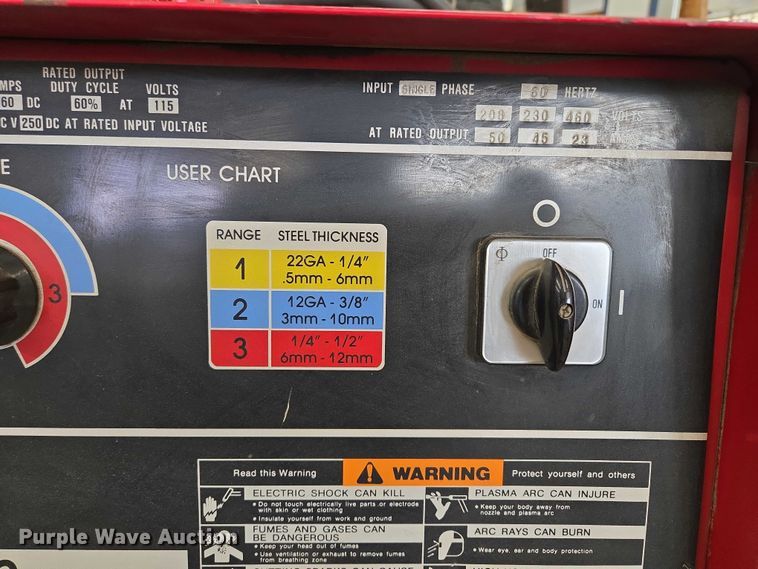 RATED OUTPUT
DUTY CYCLE VOLTS
60 DC 60% AT 115
V 250 DC AT RATED INPUT VOLTAGE
INPUT SINGLE PHASE 60 HERTZ
200 230 460 VOLTS
AT RATED OUTPUT 50 45 23
E
USER CHART
RANGE STEEL THICKNESS
1 22GA - 1/4"
.5mm - 6mm
2 12GA - 3/8"
3mm - 10mm
3 1/4" - 1/2"
6mm - 12mm
3
OFF
ON
Read this Warning WARNING Protect yourself and others
ELECTRIC SHOCK CAN KILL
• Do not touch electrically live parts or electrode
with skin or wet clothing
• Insulate yourself from work and ground
PLASMA ARC CAN INJURE
• Keep your body away from
nozzle and plasma arc
FUMES AND GASES CAN
BE DANGEROUS
• Keep your head out of fumes
• Use ventilation or exhaust to remove fumes
from breathing zone
ARC RAYS CAN BURN
• Wear eye, ear and body protection
Purple Wave Auction